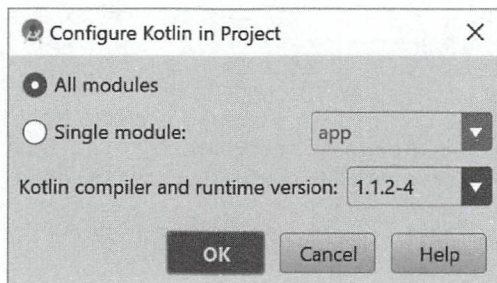 Configure Kotlin in Project
All modules
Single module: app
Kotlin compiler and runtime version: 1.1.2-4
OK Cancel Help